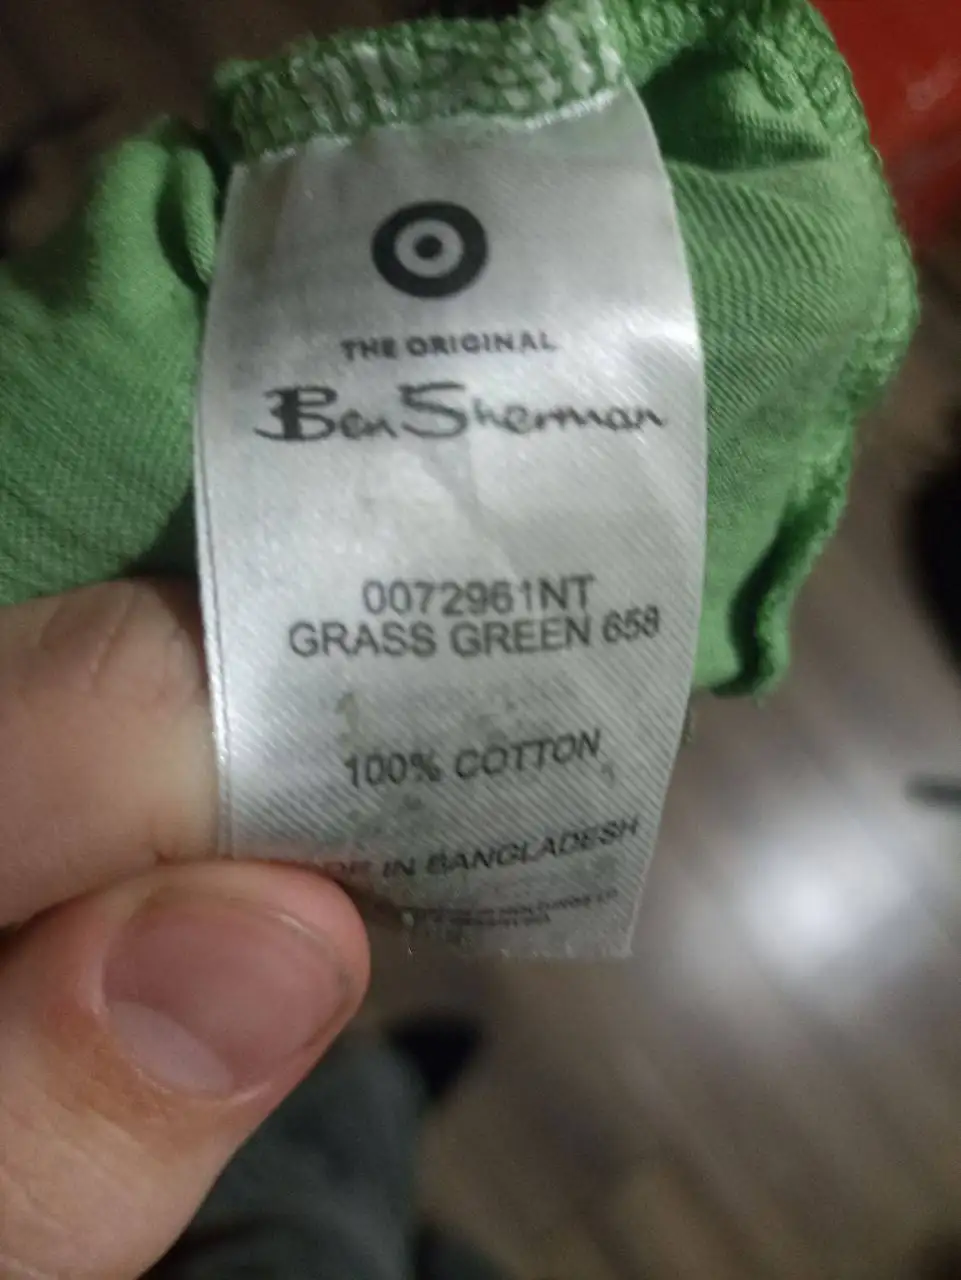 THE ORIGINAL
Ben Sherman
0072961NT
GRASS GREEN 658
100% COTTON
IN BANGLADESH